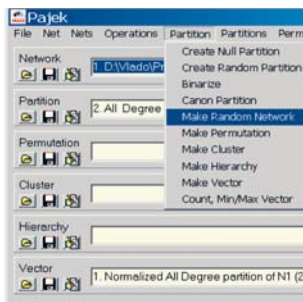 Pajek
File Net Nets Operations Partition Partitions Perm
Network
1. D:\Vlado\Pr
Partition
2. All Degree
Permutation
Cluster
Hierarchy
Vector
1. Normalized All Degree partition of N1 (2
Create Null Partition
Create Random Partition
Binarize
Canon Partition
Make Random Network
Make Permutation
Make Cluster
Make Hierarchy
Make Vector
Count, Min/Max Vector